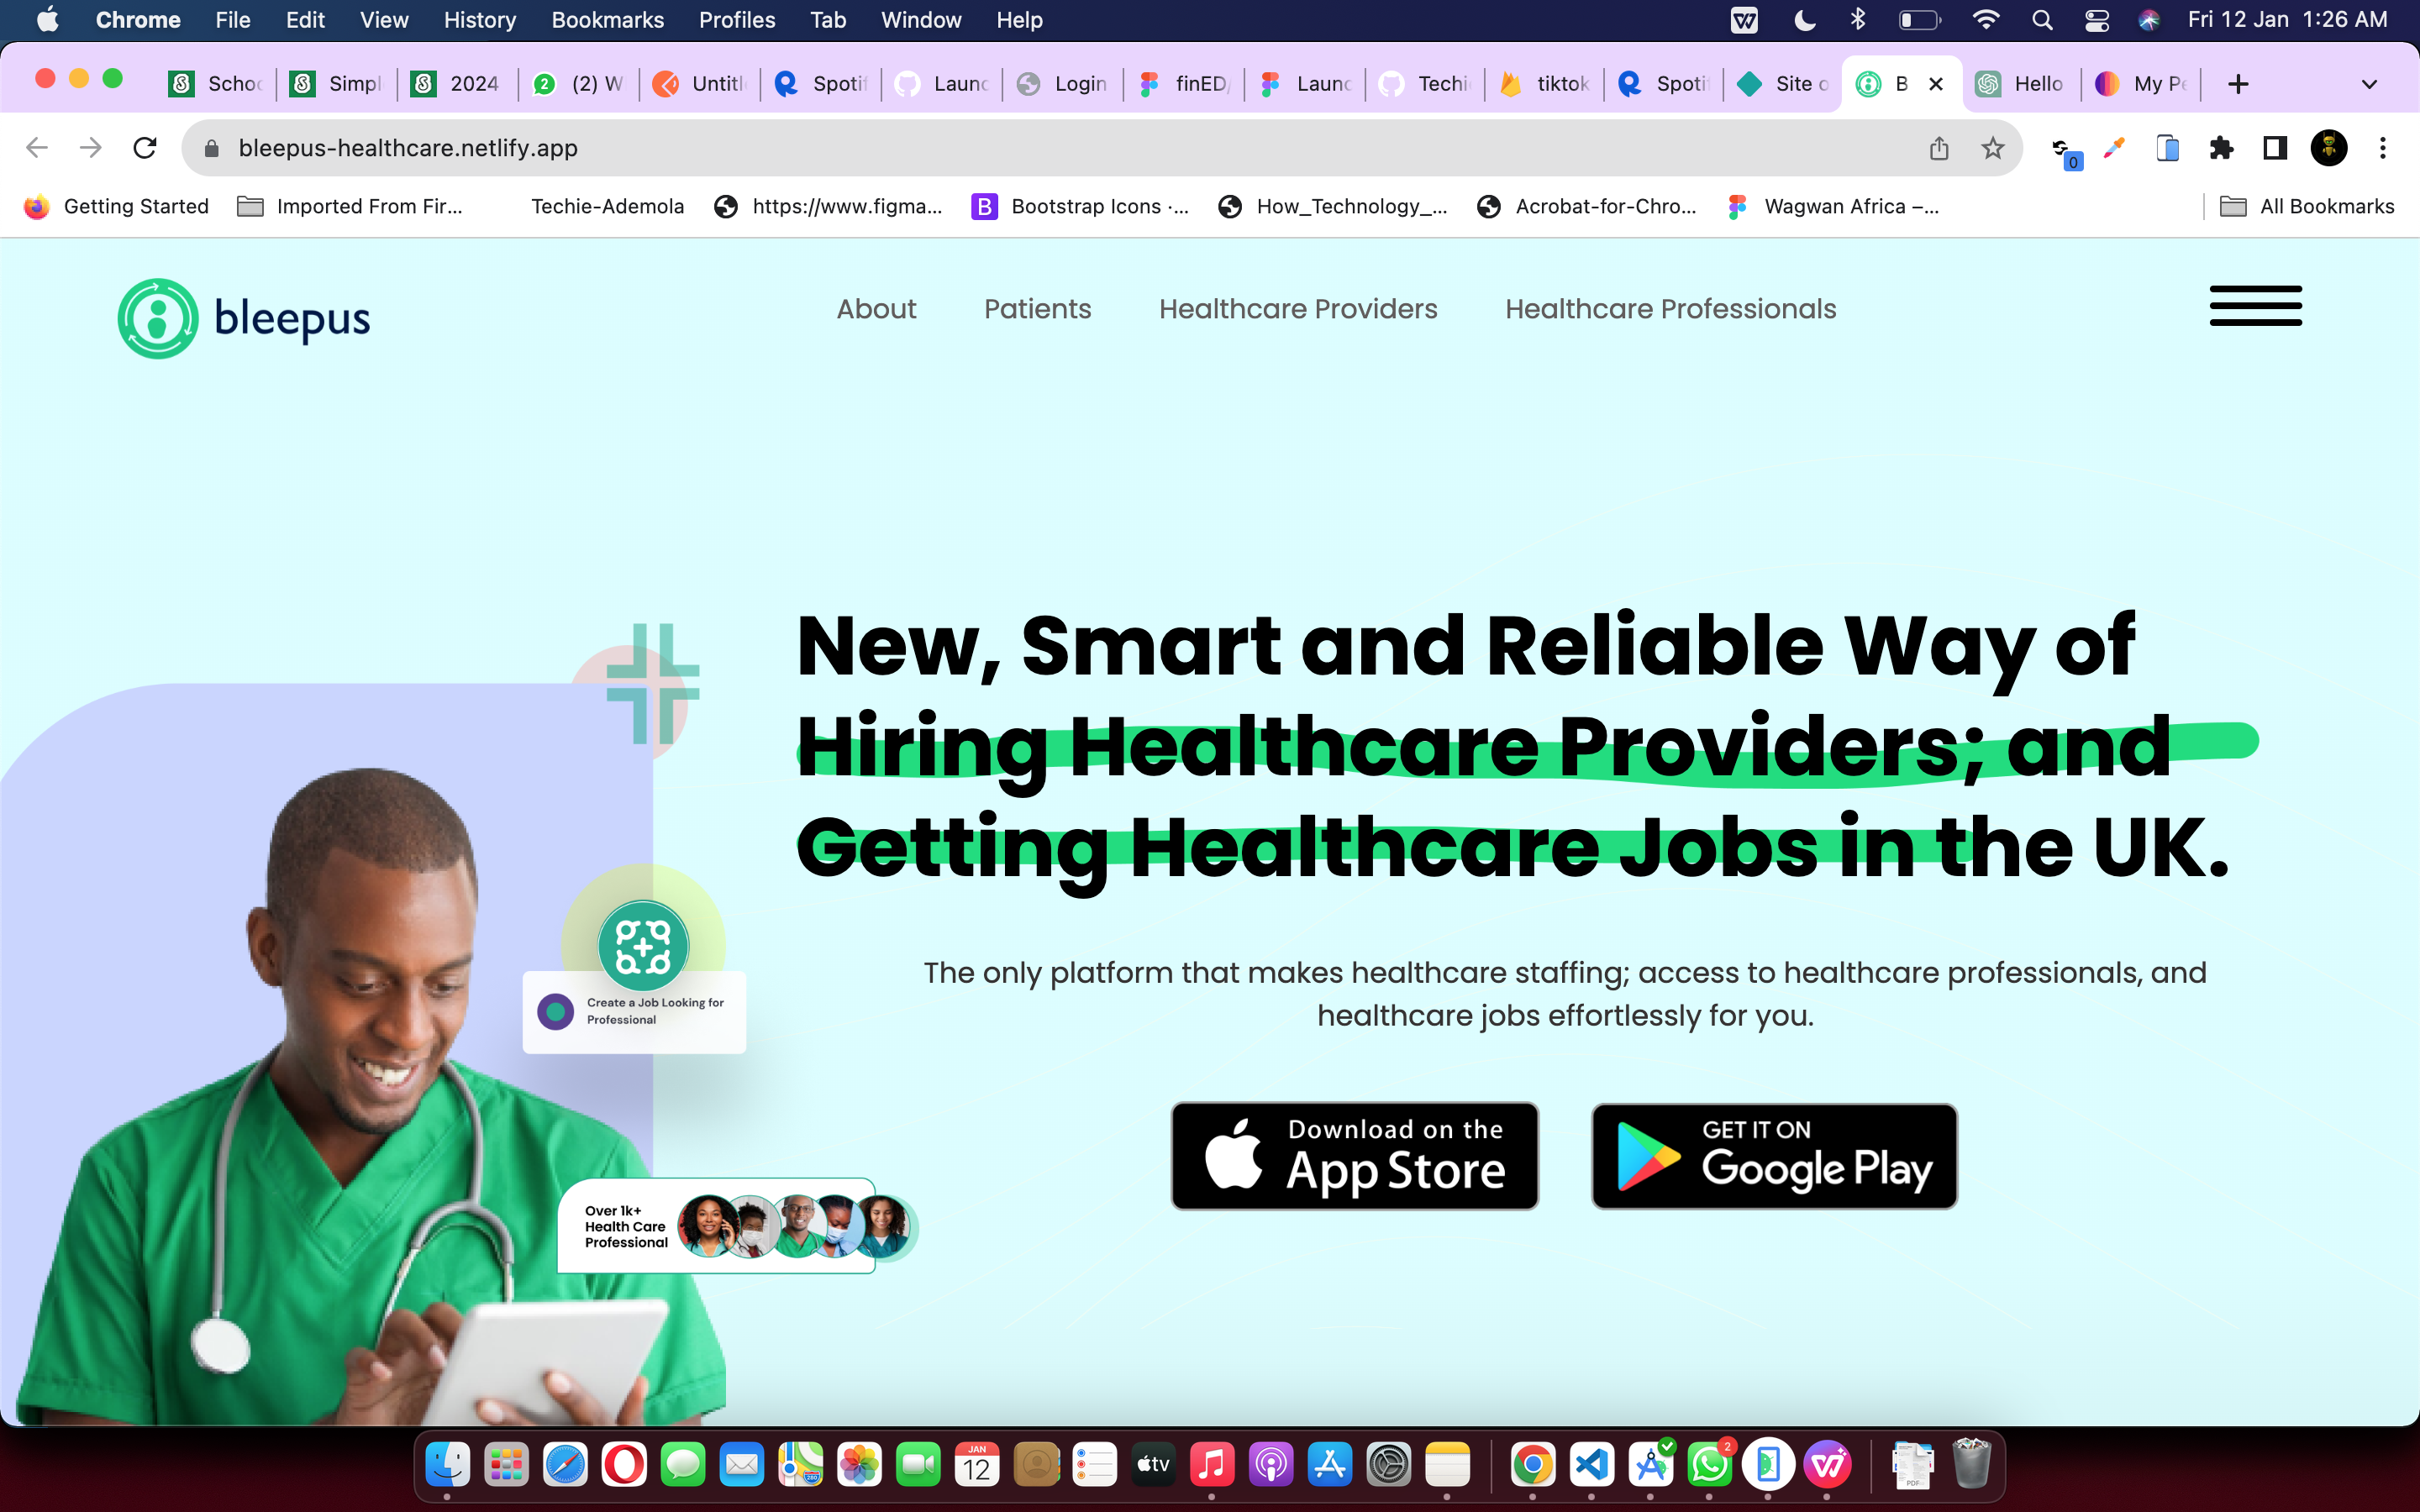 Chrome File Edit View History Bookmarks Profiles Tab Window Help Fri 12 Jan 1:26 AM
Schoo Simpl 2024 (2) W Untitl Spotif Launc Login finED, Launc Techi tiktok Spotif Site o B Hello My Pe
bleepus-healthcare.netlify.app
0
Getting Started Imported From Fir... Techie-Ademola https://www.figma... Bootstrap Icons ·... How_Technology_... Acrobat-for-Chro... Wagwan Africa –... All Bookmarks
bleepus About Patients Healthcare Providers Healthcare Professionals
New, Smart and Reliable Way of
Hiring Healthcare Providers; and
Getting Healthcare Jobs in the UK.
The only platform that makes healthcare staffing; access to healthcare professionals, and
healthcare jobs effortlessly for you.
Create a Job Looking for
Professional
Download on the
App Store
GET IT ON
Google Play
Over 1k+
Health Care
Professional
JAN
12
tv
2
PDF